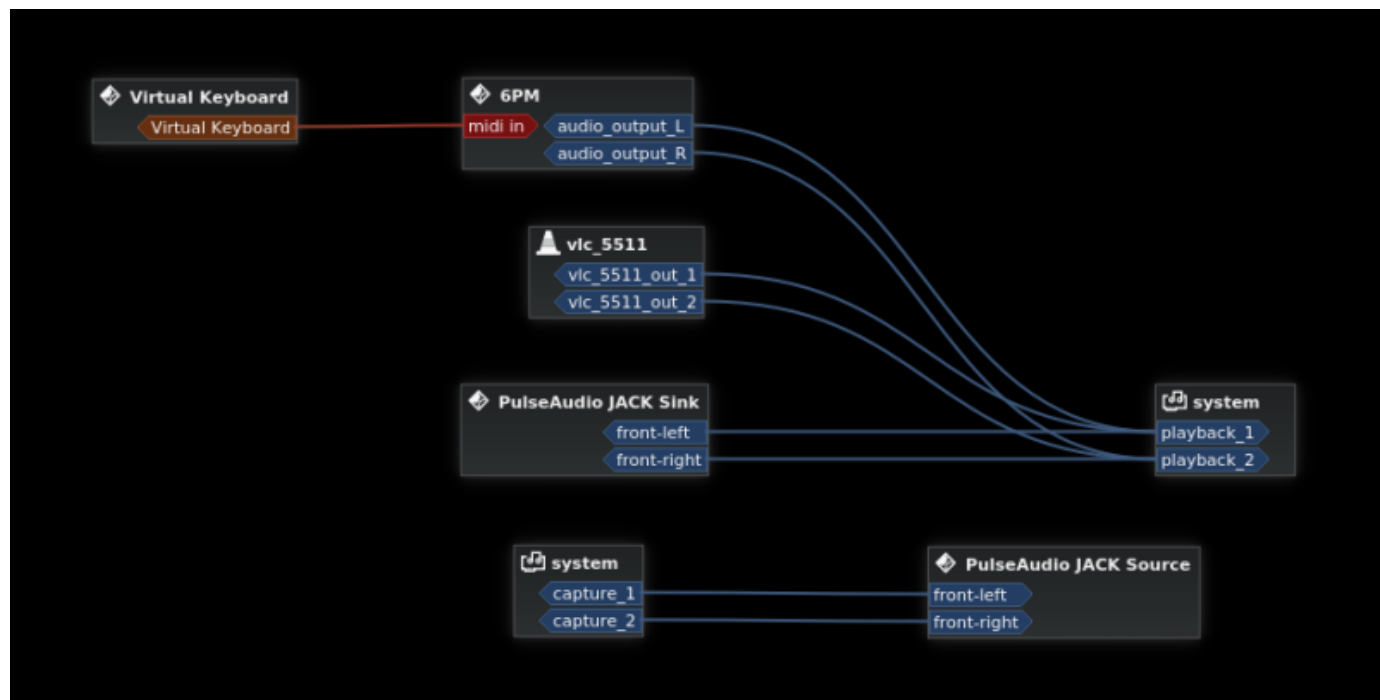 Virtual Keyboard
Virtual Keyboard
6PM
midi in audio_output_L
audio_output_R
vlc_5511
vlc_5511_out_1
vlc_5511_out_2
PulseAudio JACK Sink
front-left
front-right
system
playback_1
playback_2
system
capture_1
capture_2
PulseAudio JACK Source
front-left
front-right